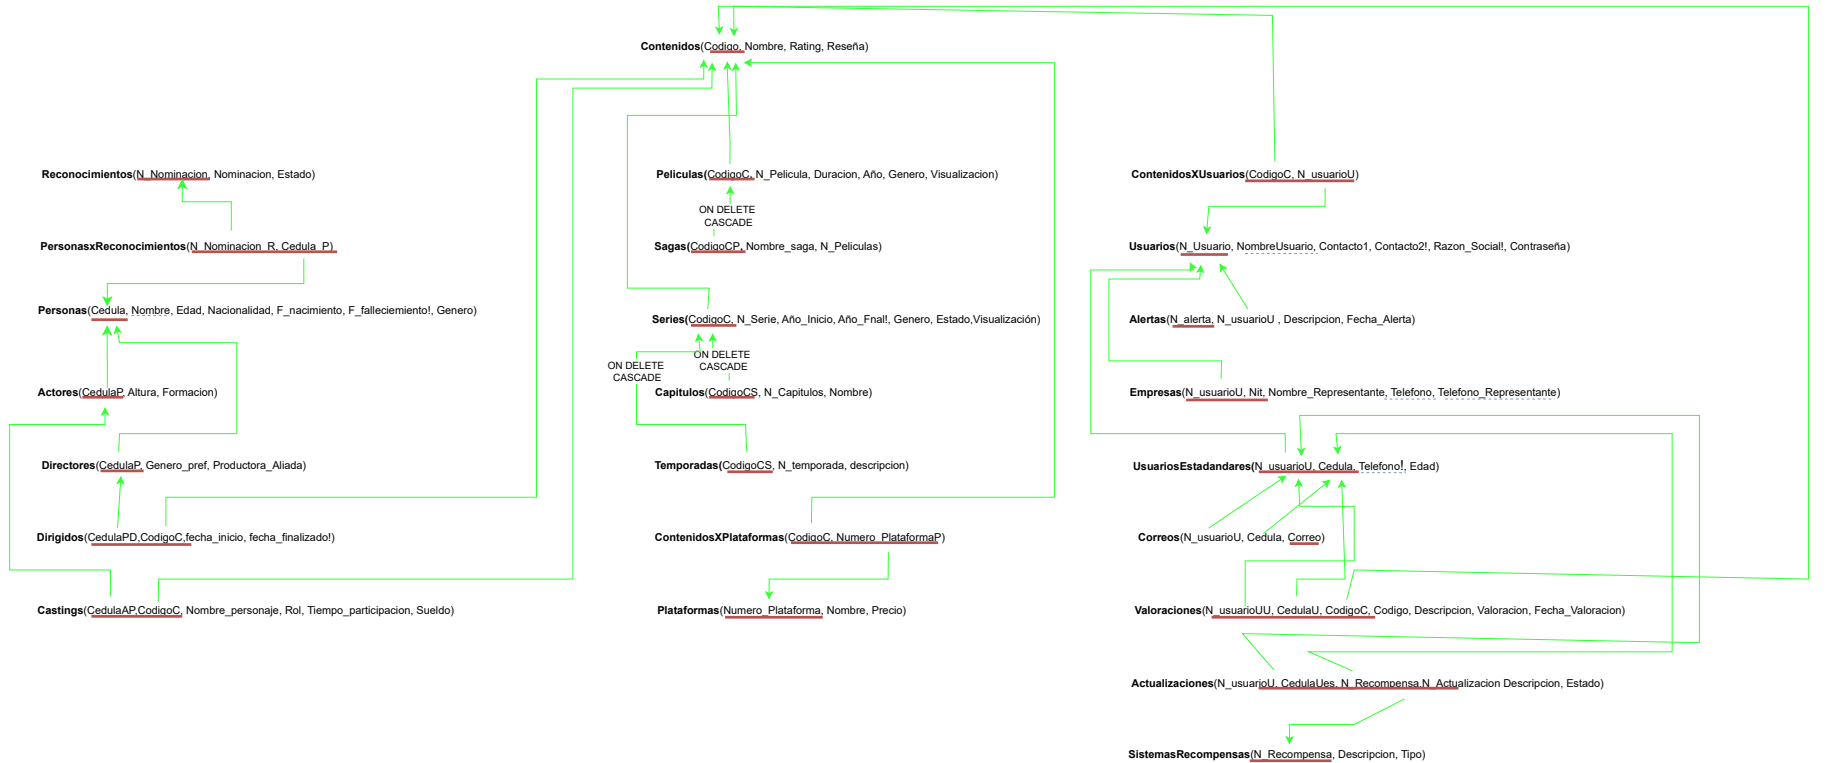 Contenidos(Codigo, Nombre, Rating, Reseña)
Reconocimientos(N_Nominacion, Nominacion, Estado)
PersonasxReconocimientos(N_Nominacion_R, Cedula_P)
Personas(Cedula, Nombre, Edad, Nacionalidad, F_nacimiento, F_falleciemiento!, Genero)
Actores(CedulaP, Altura, Formacion)
Directores(CedulaP, Genero_pref, Productora_Aliada)
Dirigidos(CedulaPD,CodigoC,fecha_inicio, fecha_finalizado!)
Castings(CedulaAP,CodigoC, Nombre_personaje, Rol, Tiempo_participacion, Sueldo)
Peliculas(CodigoC, N_Pelicula, Duracion, Año, Genero, Visualizacion)
ON DELETE
CASCADE
Sagas(CodigoCP, Nombre_saga, N_Peliculas)
Series(CodigoC, N_Serie, Año_Inicio, Año_Fnal!, Genero, Estado,Visualización)
ON DELETE
CASCADE
ON DELETE
CASCADE
Capitulos(CodigoCS, N_Capitulos, Nombre)
Temporadas(CodigoCS, N_temporada, descripcion)
ContenidosXPlataformas(CodigoC, Numero_PlataformaP)
Plataformas(Numero_Plataforma, Nombre, Precio)
ContenidosXUsuarios(CodigoC, N_usuarioU)
Usuarios(N_Usuario, NombreUsuario, Contacto1, Contacto2!, Razon_Social!, Contraseña)
Alertas(N_alerta, N_usuarioU , Descripcion, Fecha_Alerta)
Empresas(N_usuarioU, Nit, Nombre_Representante, Telefono, Telefono_Representante)
UsuariosEstadandares(N_usuarioU, Cedula, Telefono!, Edad)
Correos(N_usuarioU, Cedula, Correo)
Valoraciones(N_usuarioUU, CedulaU, CodigoC, Codigo, Descripcion, Valoracion, Fecha_Valoracion)
Actualizaciones(N_usuarioU, CedulaUes, N_Recompensa,N_Actualizacion Descripcion, Estado)
SistemasRecompensas(N_Recompensa, Descripcion, Tipo)